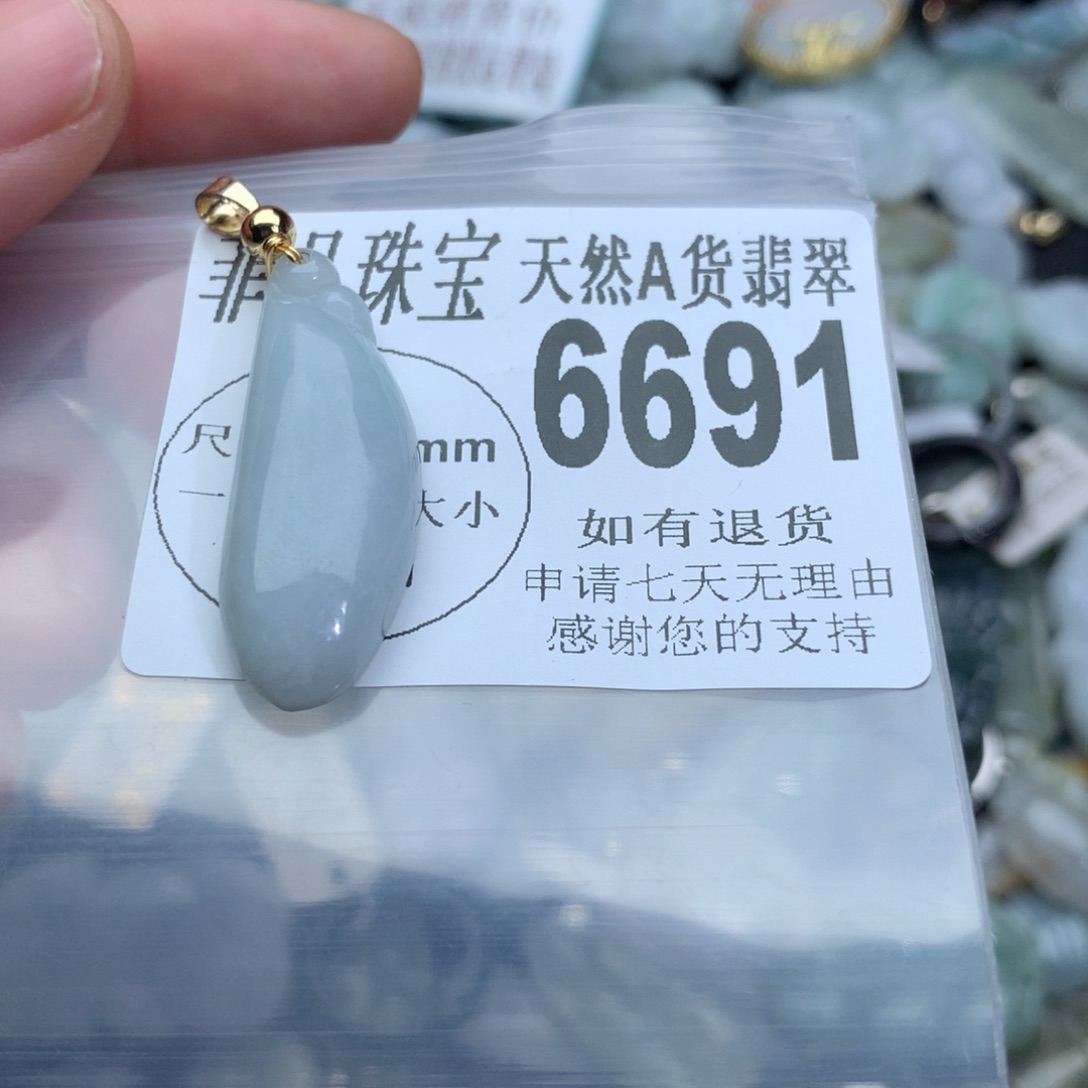 珠宝
天然A货翡翠
6691
尺
mm
一
大小
如有退货
申请七天无理由
感谢您的支持